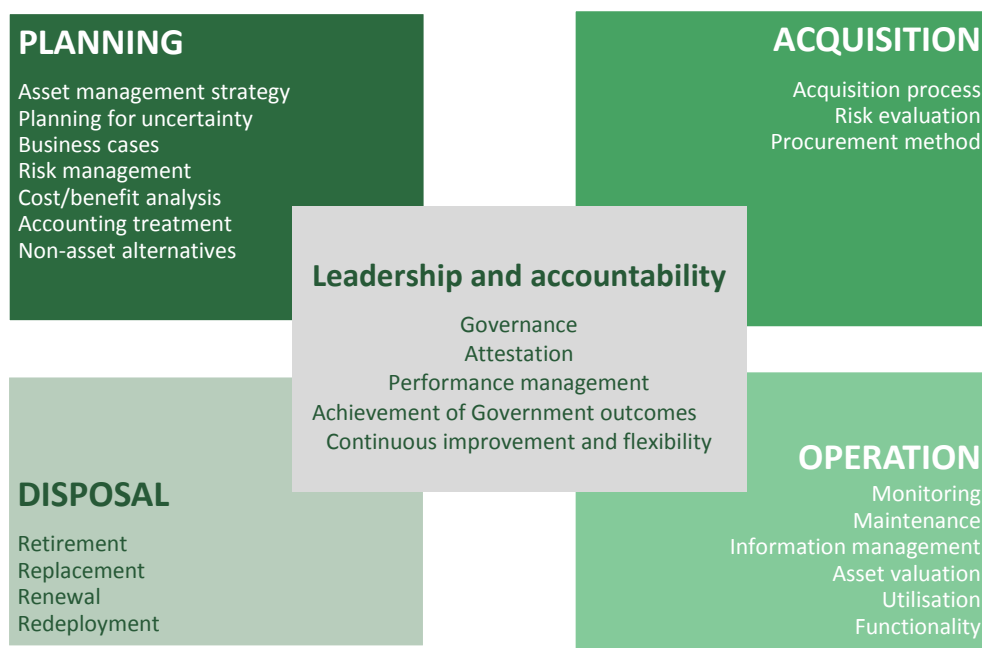 PLANNING
Asset management strategy
Planning for uncertainty
Business cases
Risk management
Cost/benefit analysis
Accounting treatment
Non-asset alternatives
ACQUISITION
Acquisition process
Risk evaluation
Procurement method
Leadership and accountability
Governance
Attestation
Performance management
Achievement of Government outcomes
Continuous improvement and flexibility
DISPOSAL
Retirement
Replacement
Renewal
Redeployment
OPERATION
Monitoring
Maintenance
Information management
Asset valuation
Utilisation
Functionality